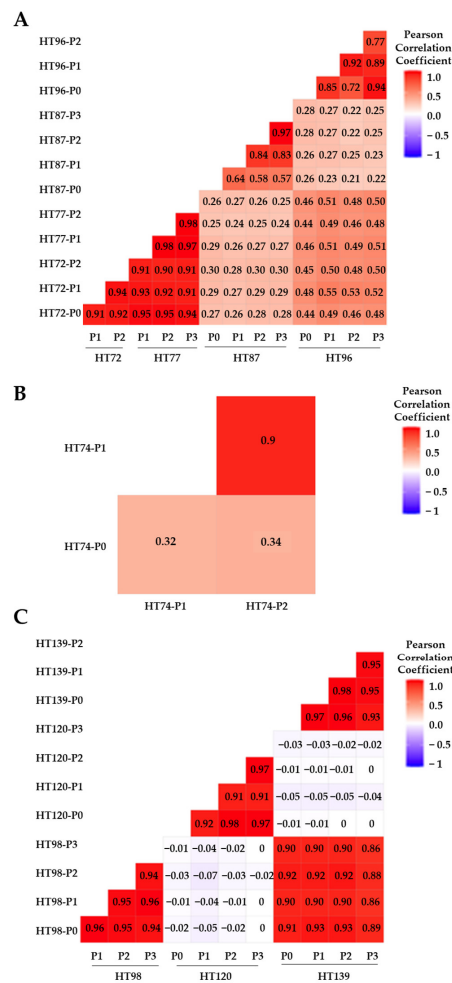 A
HT96-P2
HT96-P1
HT96-P0
HT87-P3
HT87-P2
HT87-P1
HT87-P0
HT77-P2
HT77-P1
HT72-P2
HT72-P1
HT72-P0
0.77
0.92 0.89
0.85 0.72 0.94
0.28 0.27 0.22 0.25
0.97 0.28 0.27 0.22 0.25
0.84 0.83 0.26 0.27 0.25 0.23
0.64 0.58 0.57 0.26 0.23 0.21 0.22
0.26 0.27 0.26 0.25 0.46 0.51 0.48 0.50
0.98 0.25 0.24 0.25 0.24 0.44 0.49 0.46 0.48
0.98 0.97 0.29 0.26 0.27 0.27 0.46 0.51 0.49 0.51
0.91 0.90 0.91 0.30 0.28 0.30 0.30 0.45 0.50 0.48 0.50
0.94 0.93 0.92 0.91 0.29 0.27 0.29 0.29 0.48 0.55 0.53 0.52
0.91 0.92 0.95 0.95 0.94 0.27 0.26 0.28 0.28 0.44 0.49 0.46 0.48
P1 P2 P1 P2 P3 P0 P1 P2 P3 P0 P1 P2 P3
HT72 HT77 HT87 HT96
Pearson
Correlation
Coefficient
1.0
0.5
0
−0.5
−1
B
HT74-P1
HT74-P0
0.9
0.32 0.34
HT74-P1 HT74-P2
Pearson
Correlation
Coefficient
1.0
0.5
0
−0.5
−1
C
HT139-P2
HT139-P1
HT139-P0
HT120-P3
HT120-P2
HT120-P1
HT120-P0
HT98-P3
HT98-P2
HT98-P1
HT98-P0
0.95
0.98 0.95
0.97 0.96 0.93
−0.03 −0.03 −0.02 −0.02
0.97 −0.01 −0.01 −0.01 0
0.91 0.91 −0.05 −0.05 −0.05 −0.04
0.92 0.98 0.97 −0.01 −0.01 0 0
−0.01 −0.04 −0.02 0 0.90 0.90 0.90 0.86
0.94 −0.03 −0.07 −0.03 −0.02 0.92 0.92 0.92 0.88
0.95 0.96 −0.01 −0.04 −0.01 0 0.90 0.90 0.90 0.86
0.96 0.95 0.94 −0.02 −0.05 −0.02 0 0.91 0.93 0.93 0.89
P1 P2 P3 P0 P1 P2 P3 P0 P1 P2 P3
HT98 HT120 HT139
Pearson
Correlation
Coefficient
1.0
0.5
0
−0.5
−1